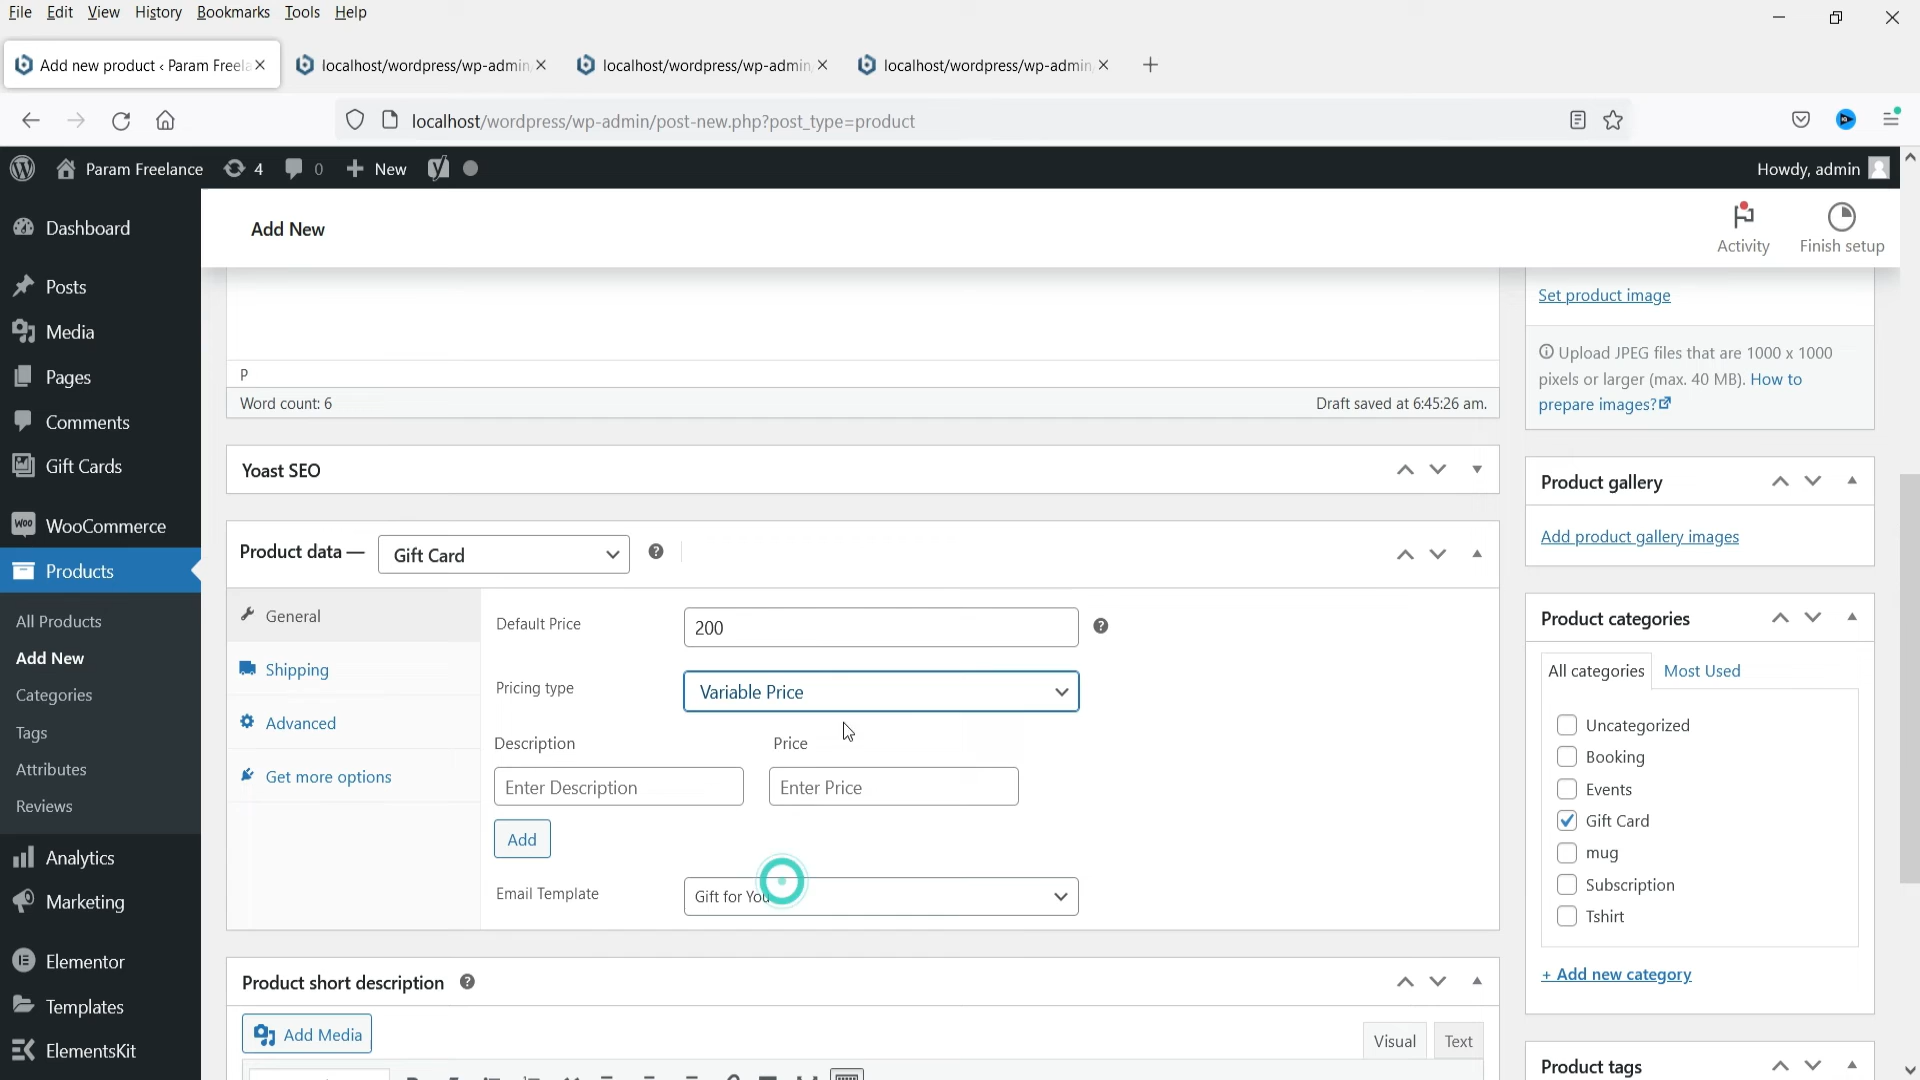 File Edit View History Bookmarks Tools Help
Add new product ‹ Param Freela
localhost/wordpress/wp-admin
localhost/wordpress/wp-admin
localhost/wordpress/wp-admin
localhost/wordpress/wp-admin/post-new.php?post_type=product
Param Freelance 4 0 New Howdy, admin
Dashboard
Posts
Media
Pages
Comments
Gift Cards
WooCommerce
Products
All Products
Add New
Categories
Tags
Attributes
Reviews
Analytics
Marketing
Elementor
Templates
ElementsKit
Add New
Activity
Finish setup
P
Word count: 6
Draft saved at 6:45:26 am.
Yoast SEO
Product data — Gift Card
General
Shipping
Advanced
Get more options
Default Price 200
Pricing type Variable Price
Description Price
Enter Description Enter Price
Add
Email Template Gift for You
Product short description
Add Media
Visual Text
Set product image
Upload JPEG files that are 1000 x 1000
pixels or larger (max. 40 MB). How to
prepare images?
Product gallery
Add product gallery images
Product categories
All categories Most Used
Uncategorized
Booking
Events
Gift Card
mug
Subscription
Tshirt
+ Add new category
Product tags